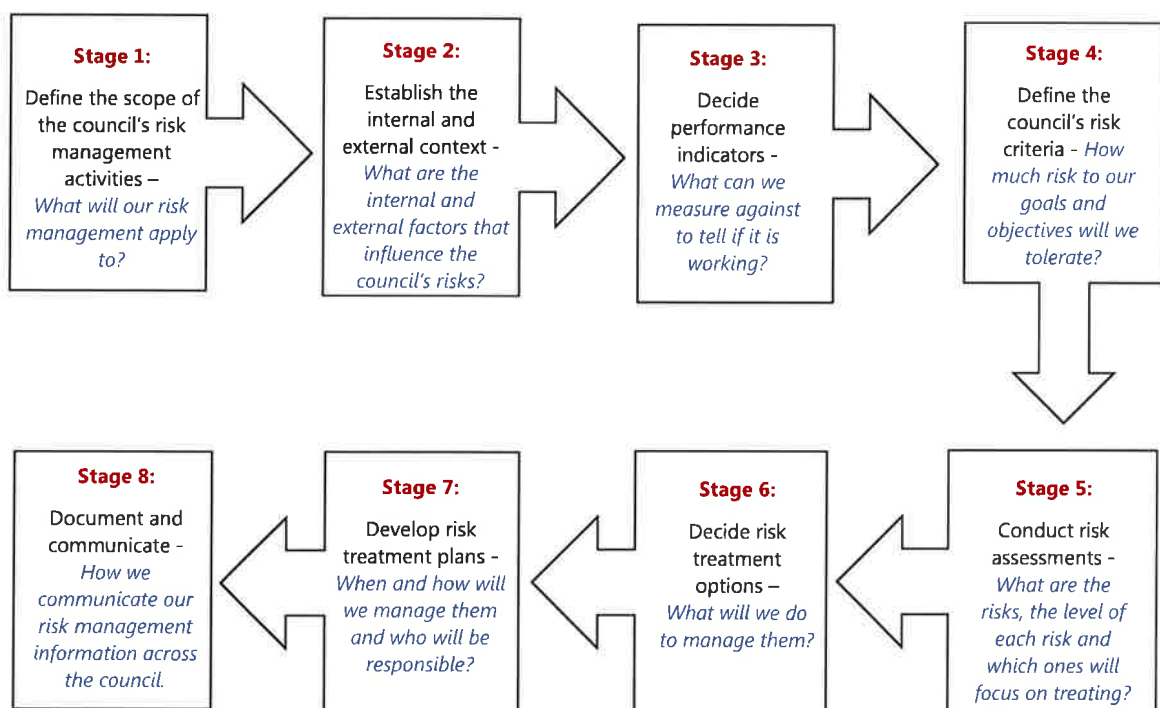 Stage 1:
Define the scope of
the council's risk
management
activities –
What will our risk
management apply
to?
Stage 2:
Establish the
internal and
external context -
What are the
internal and
external factors that
influence the
council's risks?
Stage 3:
Decide
performance
indicators -
What can we
measure against
to tell if it is
working?
Stage 4:
Define the
council's risk
criteria - How
much risk to our
goals and
objectives will we
tolerate?
Stage 5:
Conduct risk
assessments -
What are the
risks, the level of
each risk and
which ones will
focus on treating?
Stage 6:
Decide risk
treatment
options –
What will we do
to manage them?
Stage 7:
Develop risk
treatment plans -
When and how will
we manage them
and who will be
responsible?
Stage 8:
Document and
communicate -
How we
communicate our
risk management
information across
the council.